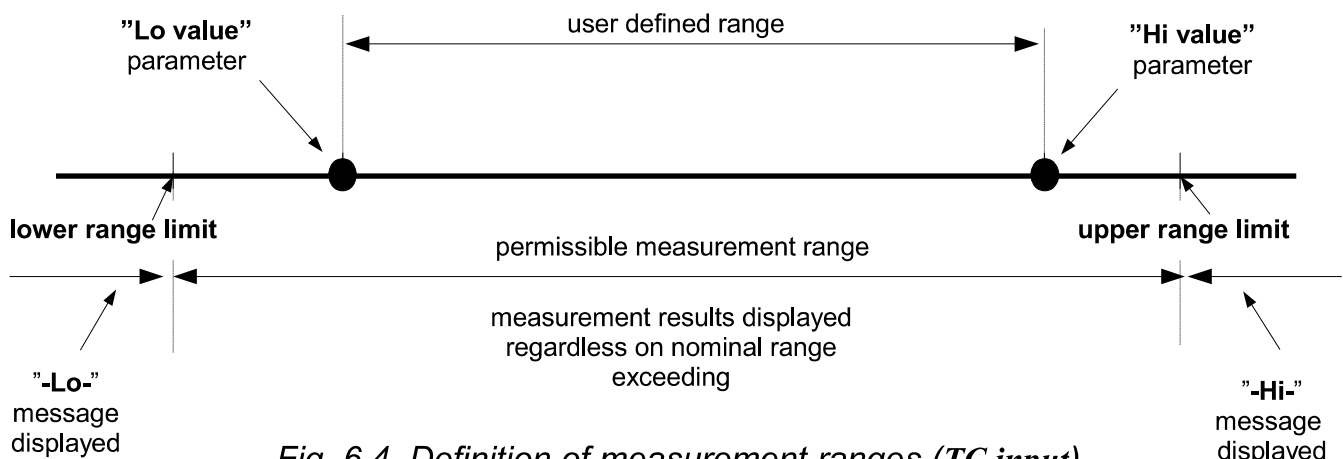 ”Lo value”
parameter
user defined range
”Hi value”
parameter
lower range limit
upper range limit
permissible measurement range
measurement results displayed
regardless on nominal range
exceeding
”-Lo-”
message
displayed
”-Hi-”
message
displayed
Fig. 6.4. Definition of measurement ranges (TC input)